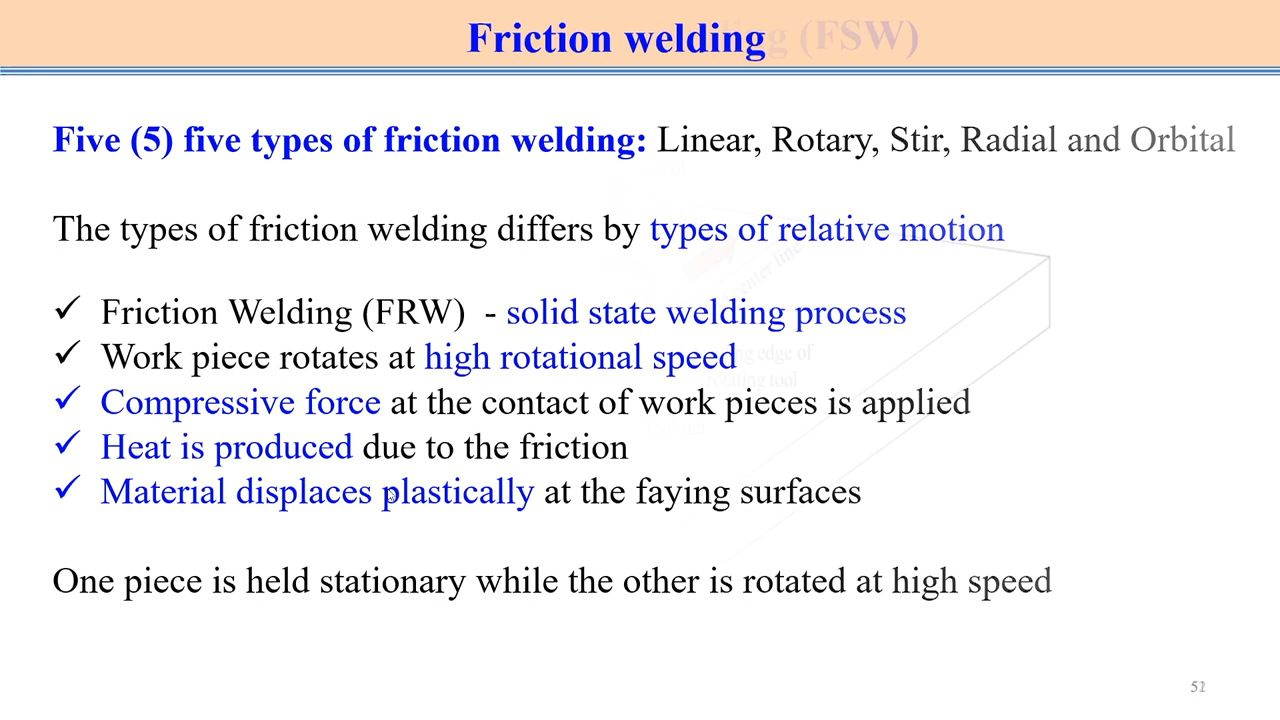 Friction welding (FSW)
Five (5) five types of friction welding: Linear, Rotary, Stir, Radial and Orbital
The types of friction welding differs by types of relative motion
✓ Friction Welding (FRW) - solid state welding process
✓ Work piece rotates at high rotational speed
✓ Compressive force at the contact of work pieces is applied
✓ Heat is produced due to the friction
✓ Material displaces plastically at the faying surfaces
edge of
tool
One piece is held stationary while the other is rotated at high speed